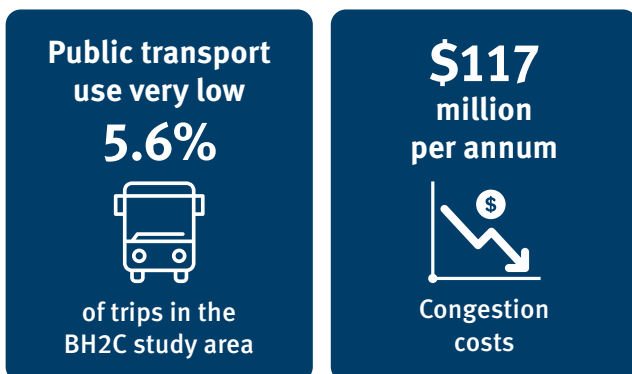 Public transport
use very low
5.6%
of trips in the
BH2C study area
$117
million
per annum
$
Congestion
costs